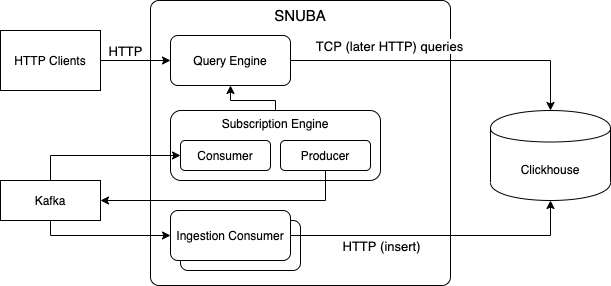 SNUBA
HTTP Clients
HTTP
Query Engine
TCP (later HTTP) queries
Subscription Engine
Consumer
Producer
Clickhouse
Kafka
Ingestion Consumer
HTTP (insert)